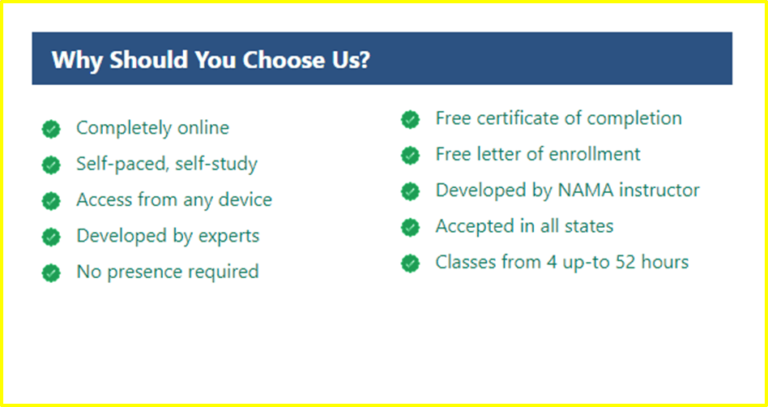 Why Should You Choose Us?
Completely online
Self-paced, self-study
Access from any device
Developed by experts
No presence required
Free certificate of completion
Free letter of enrollment
Developed by NAMA instructor
Accepted in all states
Classes from 4 up-to 52 hours